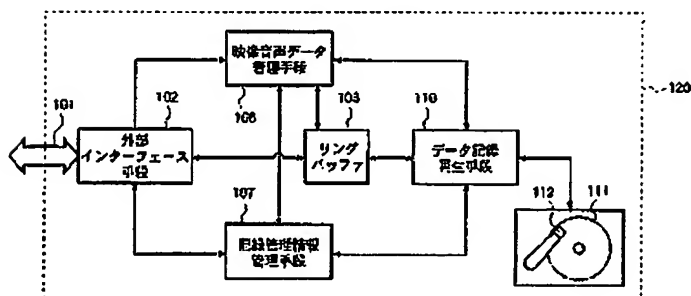 映像音声データ
管理手段
106
101
102
外部
インターフェース
手段
103
リング
バッファ
110
データ記録
再生手段
120
107
記録管理情報
管理手段
112
111